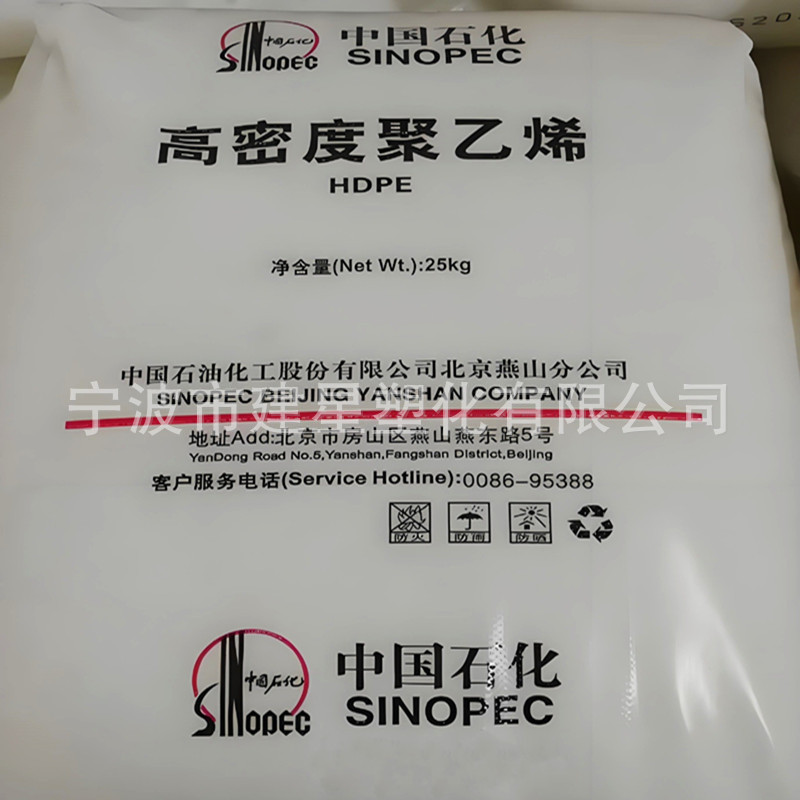 S20
中国石化
SINOPEC
中国石化
SINOPEC
高密度聚乙烯
HDPE
净含量(Net Wt.):25kg
中国石油化工股份有限公司北京燕山分公司
SINOPEC BEIJING YANSHAN COMPANY
宁波市建星塑化有限公司
地址Add:北京市房山区燕山燕东路5号
YanDong Road No.5,Yanshan,Fangshan District,Beijing
客户服务电话(Service Hotline):0086-95388
防火 防雨 防晒
中国石化
SINOPEC
中国石化
SINOPEC